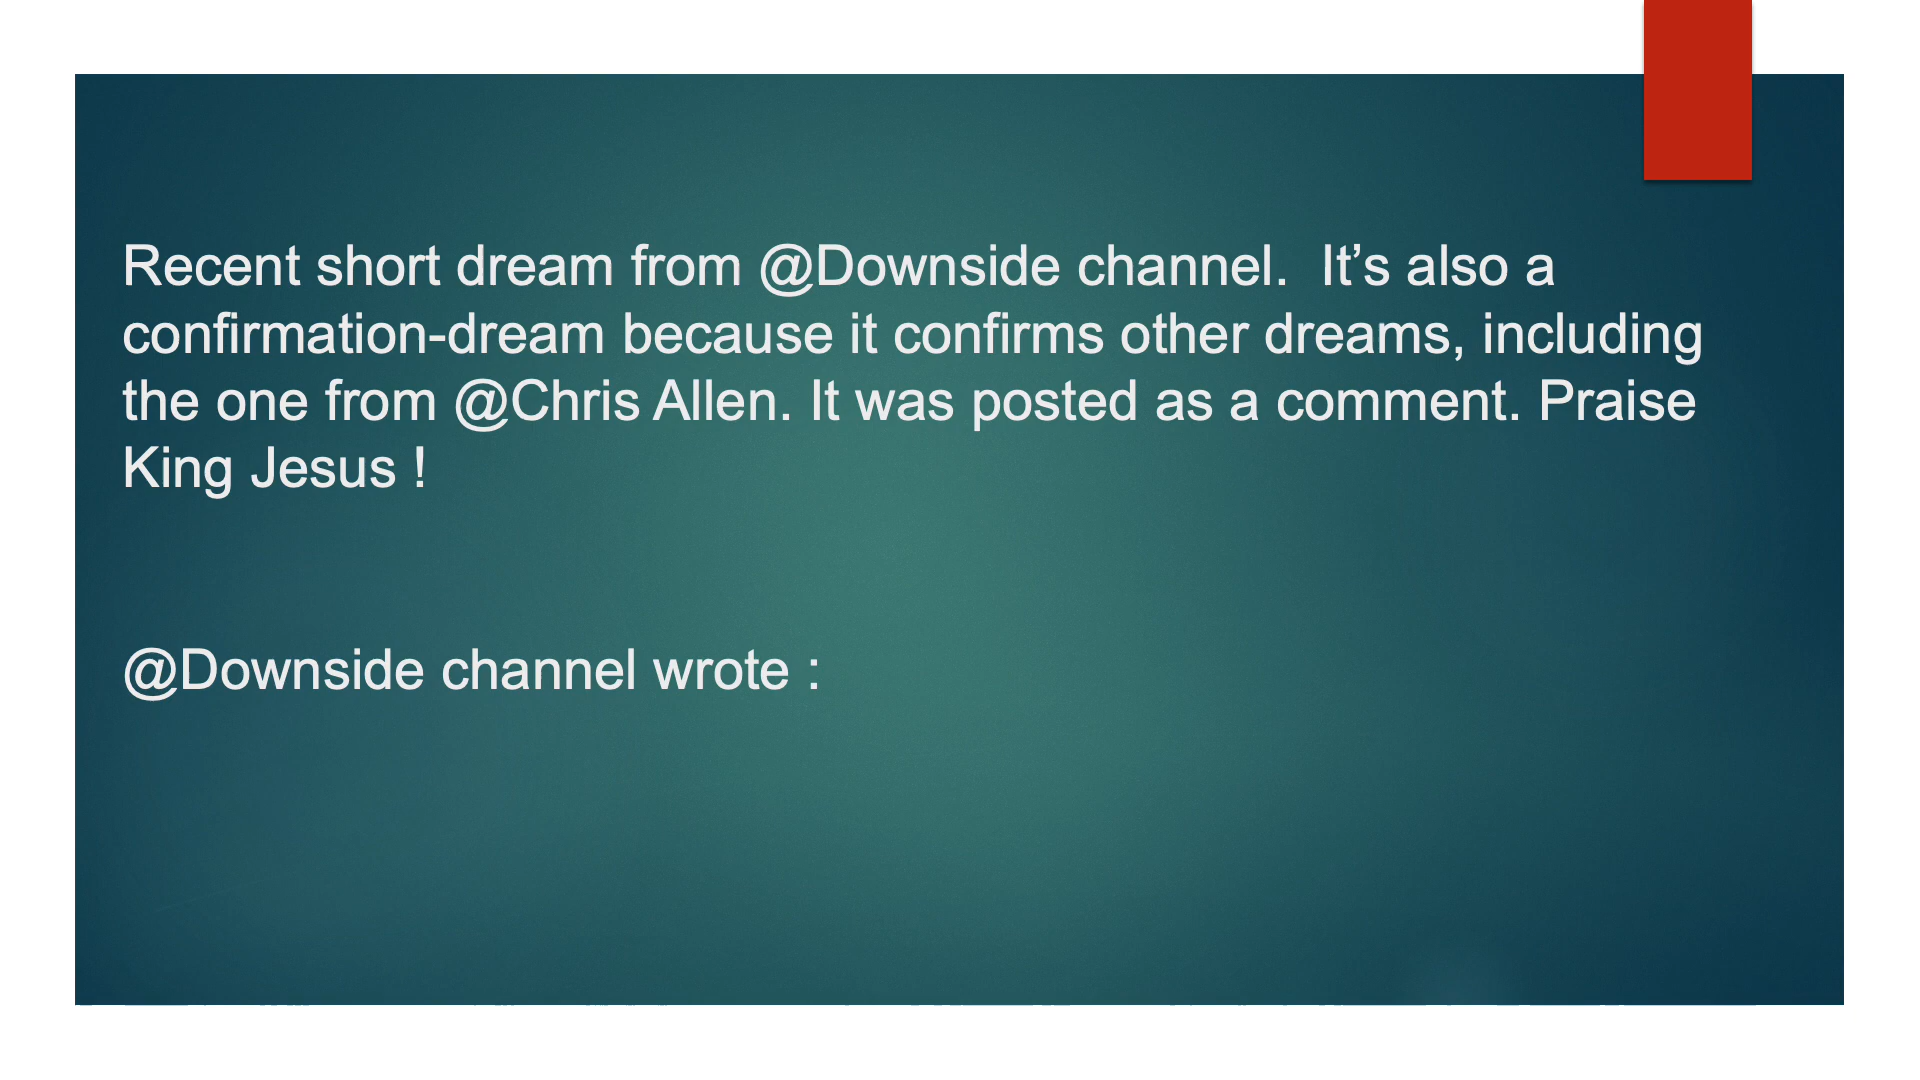 Recent short dream from @Downside channel.  It’s also a
confirmation-dream because it confirms other dreams, including
the one from @Chris Allen. It was posted as a comment. Praise
King Jesus !
@Downside channel wrote :